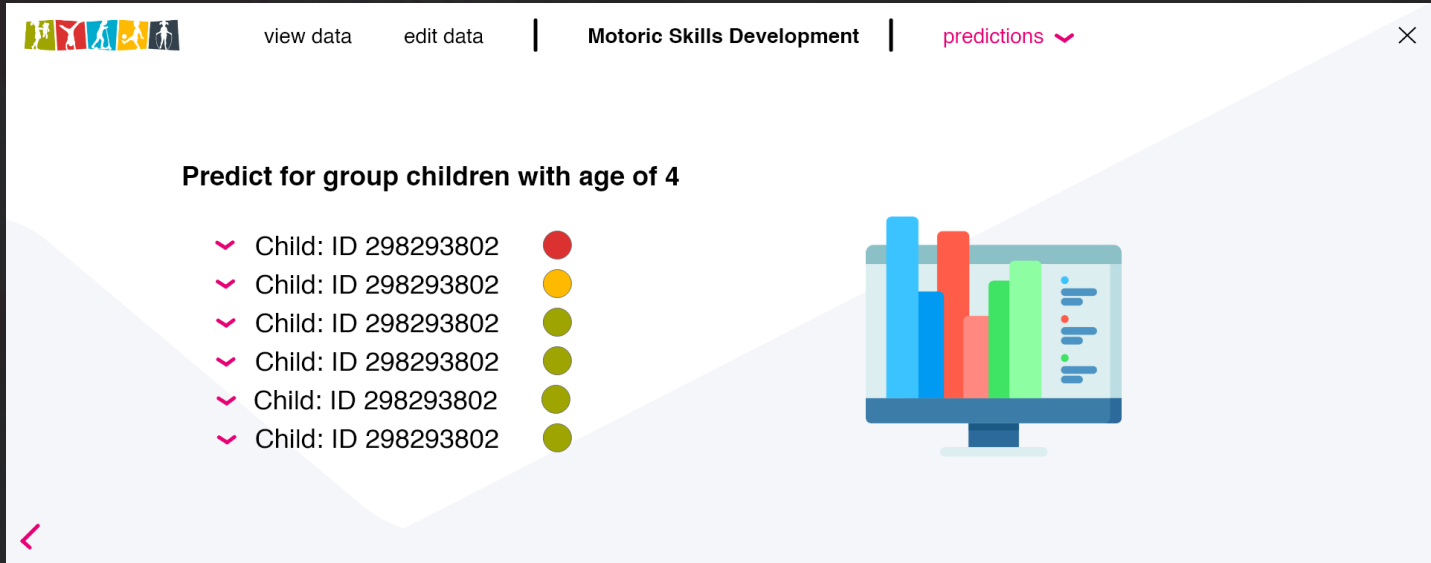 view data edit data Motoric Skills Development predictions
Predict for group children with age of 4
Child: ID 298293802
Child: ID 298293802
Child: ID 298293802
Child: ID 298293802
Child: ID 298293802
Child: ID 298293802